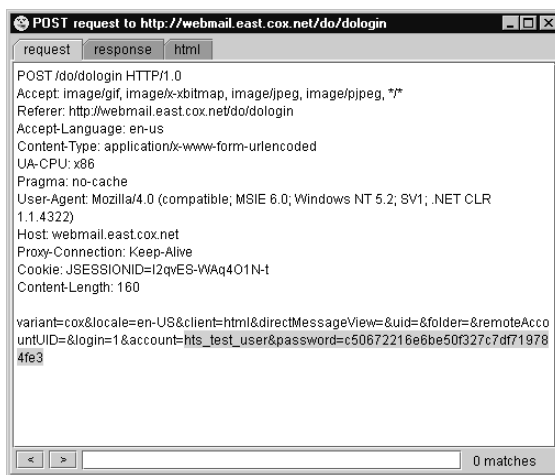 POST request to http://webmail.east.cox.net/do/dologin
request response html
POST /do/dologin HTTP/1.0
Accept: image/gif, image/x-xbitmap, image/jpeg, image/pjpeg, */*
Referer: http://webmail.east.cox.net/do/dologin
Accept-Language: en-us
Content-Type: application/x-www-form-urlencoded
UA-CPU: x86
Pragma: no-cache
User-Agent: Mozilla/4.0 (compatible; MSIE 6.0; Windows NT 5.2; SV1; .NET CLR
1.1.4322)
Host: webmail.east.cox.net
Proxy-Connection: Keep-Alive
Cookie: JSESSIONID=I2qvES-WAq4O1N-t
Content-Length: 160
variant=cox&locale=en-US&client=html&directMessageView=&uid=&folder=&remoteAcco
untUID=&login=1&account=hts_test_user&password=c50672216e6be50f327c7df71978
4fe3
< > 0 matches